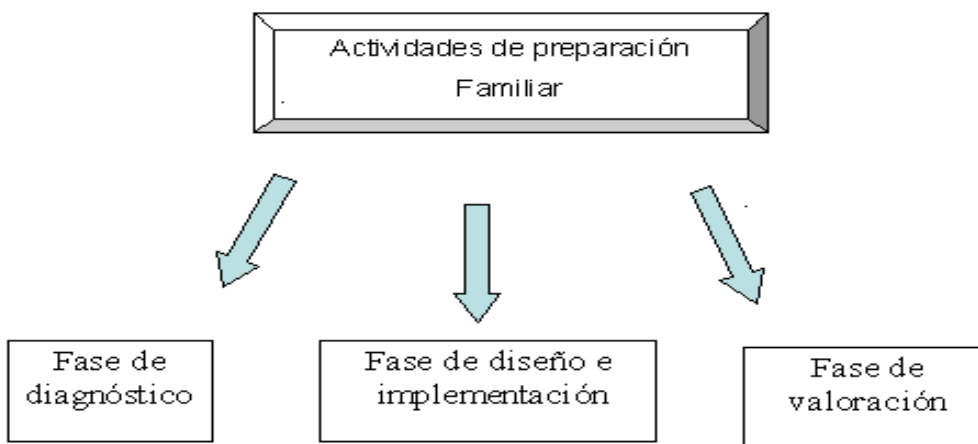 Actividades de preparación
Familiar
Fase de
diagnóstico
Fase de diseño e
implementación
Fase de
valoración